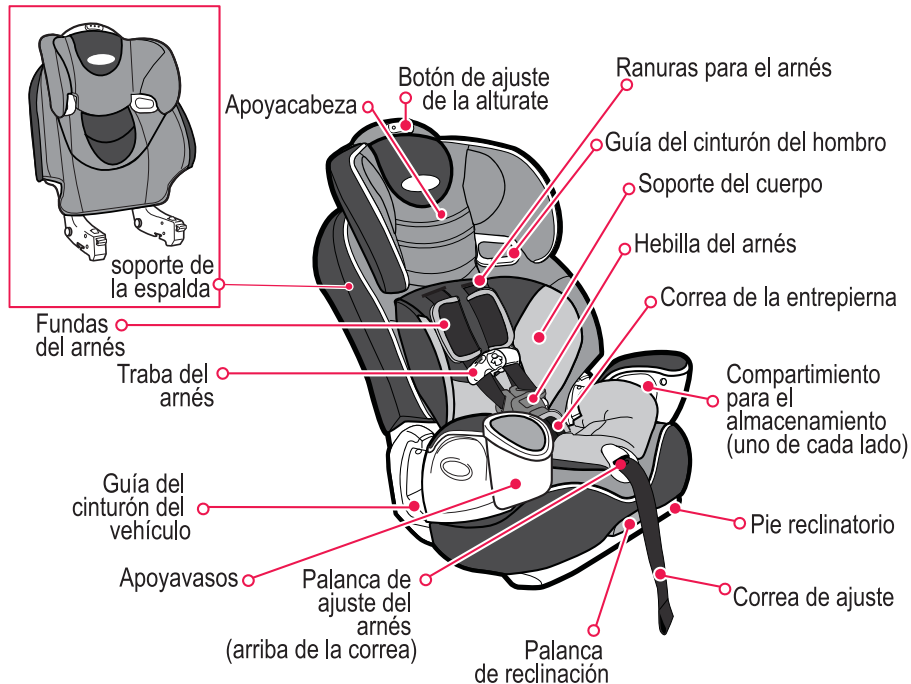 Ranuras para el arnés
Botón de ajuste
de la alturate
Apoyacabeza
Guía del cinturón del hombro
Soporte del cuerpo
Hebilla del arnés
soporte de
la espalda
Correa de la entrepierna
Fundas
del arnés
Traba del
arnés
Compartimiento
para el
almacenamiento
(uno de cada lado)
Guía del
cinturón del
vehículo
Pie reclinatorio
Apoyavasos
Palanca de
ajuste del
arnés
(arriba de la correa)
Correa de ajuste
Palanca
de reclinación